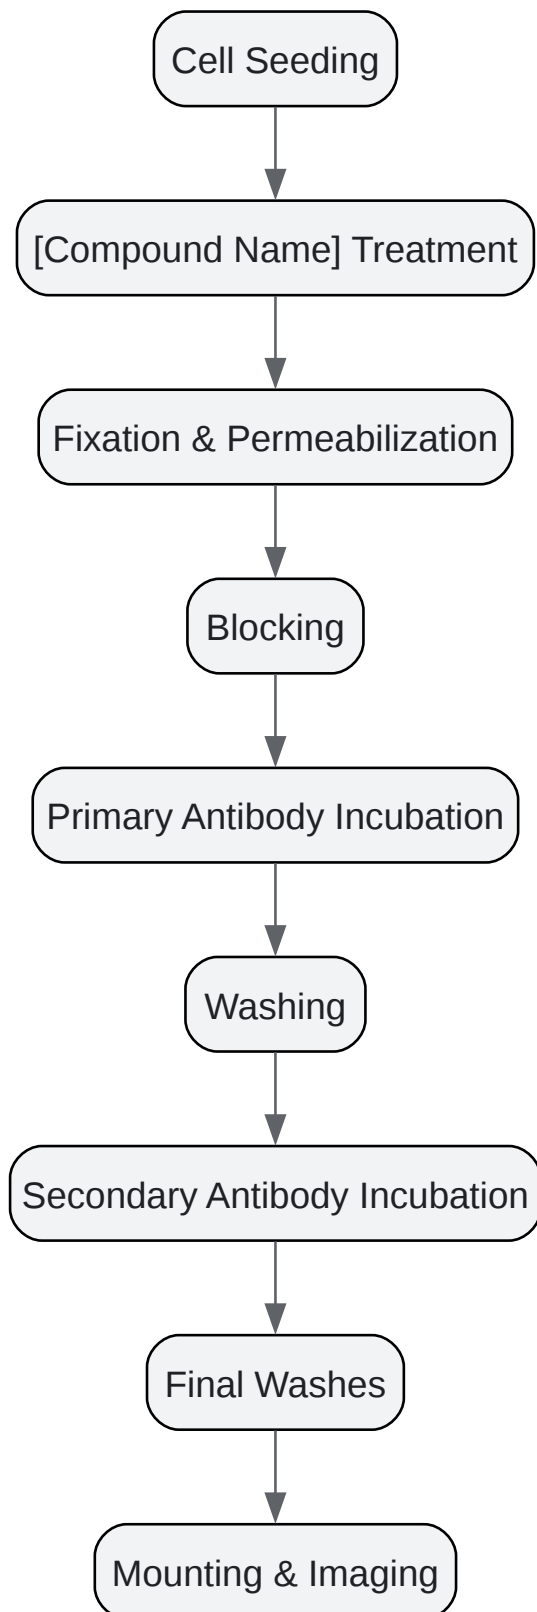 Cell Seeding
[Compound Name] Treatment
Fixation & Permeabilization
Blocking
Primary Antibody Incubation
Washing
Secondary Antibody Incubation
Final Washes
Mounting & Imaging